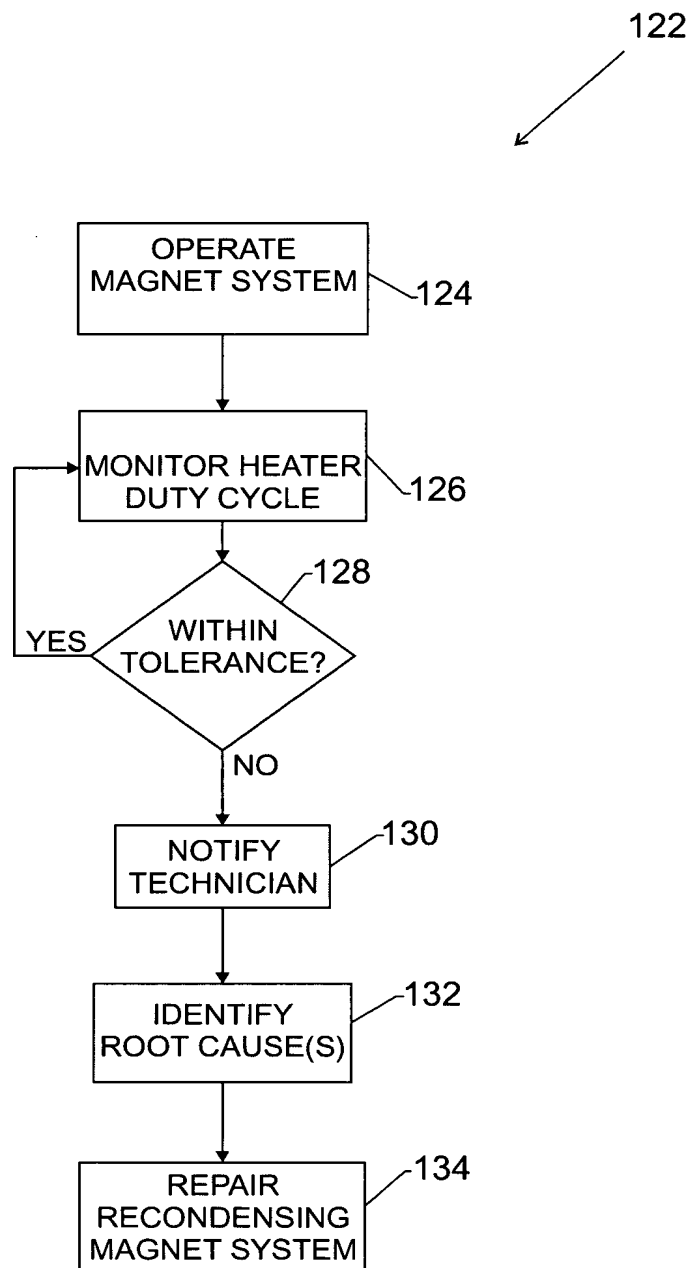 122
OPERATE
MAGNET SYSTEM
124
MONITOR HEATER
DUTY CYCLE
126
128
WITHIN
TOLERANCE?
YES
NO
NOTIFY
TECHNICIAN
130
IDENTIFY
ROOT CAUSE(S)
132
REPAIR
RECONDENSING
MAGNET SYSTEM
134